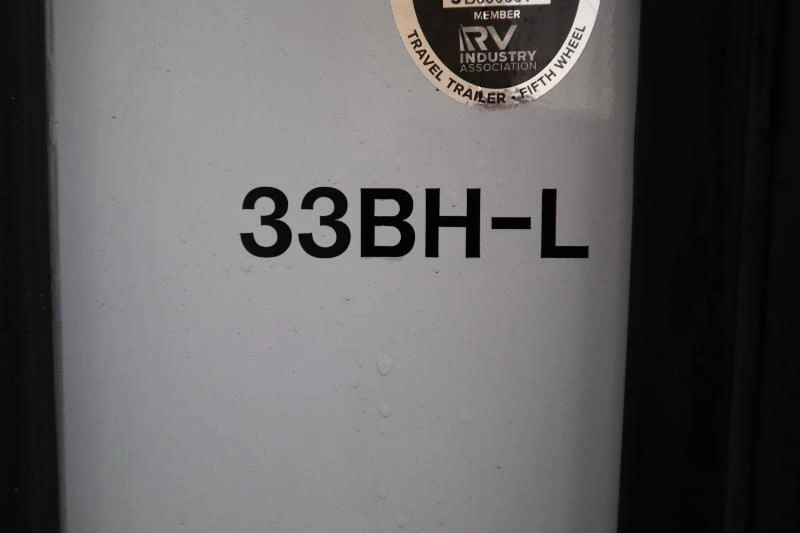 MEMBER
RV
INDUSTRY
ASSOCIATION
TRAVEL TRAILER • FIFTH WHEEL
33BH-L